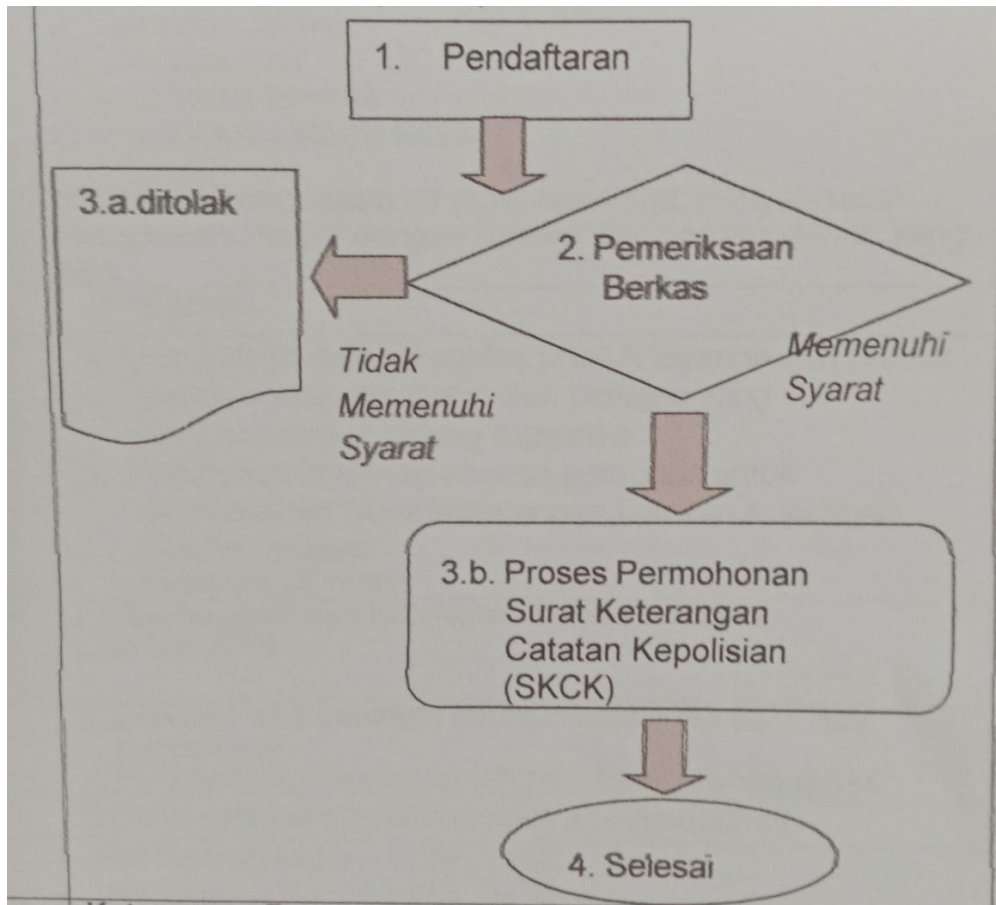 1. Pendaftaran
3.a.ditolak
2. Pemeriksaan
Berkas
Tidak
Memenuhi
Syarat
Memenuhi
Syarat
3.b. Proses Permohonan
Surat Keterangan
Catatan Kepolisian
(SKCK)
4. Selesai